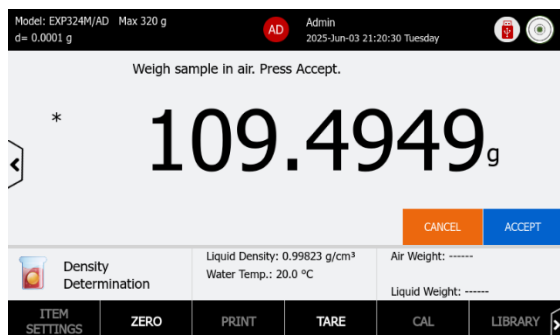 Model: EXP324M/AD Max 320 g
d= 0.0001 g
AD
Admin
2025-Jun-03 21:20:30 Tuesday
Weigh sample in air. Press Accept.
* 109.4949 g
CANCEL ACCEPT
Density
Determination
Liquid Density: 0.99823 g/cm³
Water Temp.: 20.0 °C
Air Weight: ------
Liquid Weight: ------
ITEM
SETTINGS
ZERO
PRINT
TARE
CAL
LIBRARY